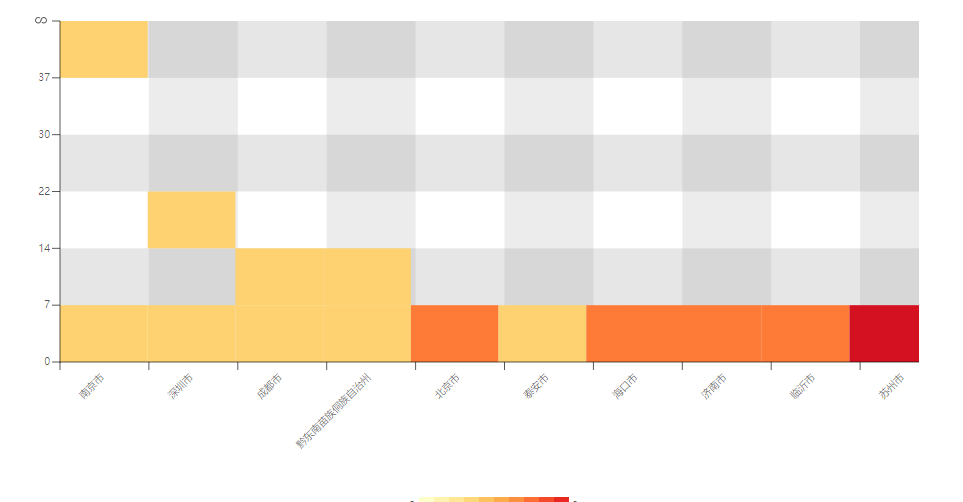 ∞
37
30
22
14
7
0
南京市
深圳市
成都市
黔东南苗族侗族自治州
北京市
泰安市
海口市
济南市
临沂市
苏州市